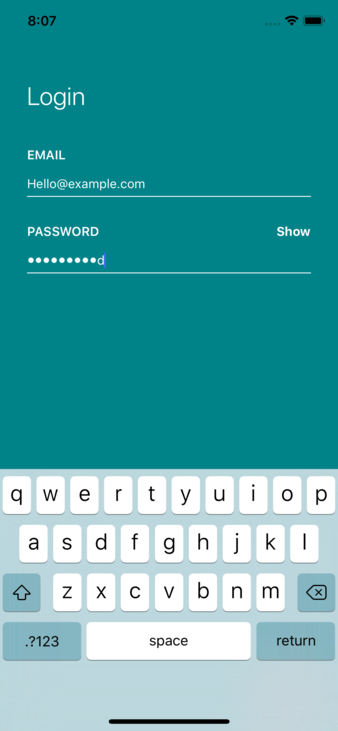 8:07
Login
EMAIL
Hello@example.com
PASSWORD Show
●●●●●●●●●d
q w e r t y u i o p
a s d f g h j k l
z x c v b n m
.?123 space return